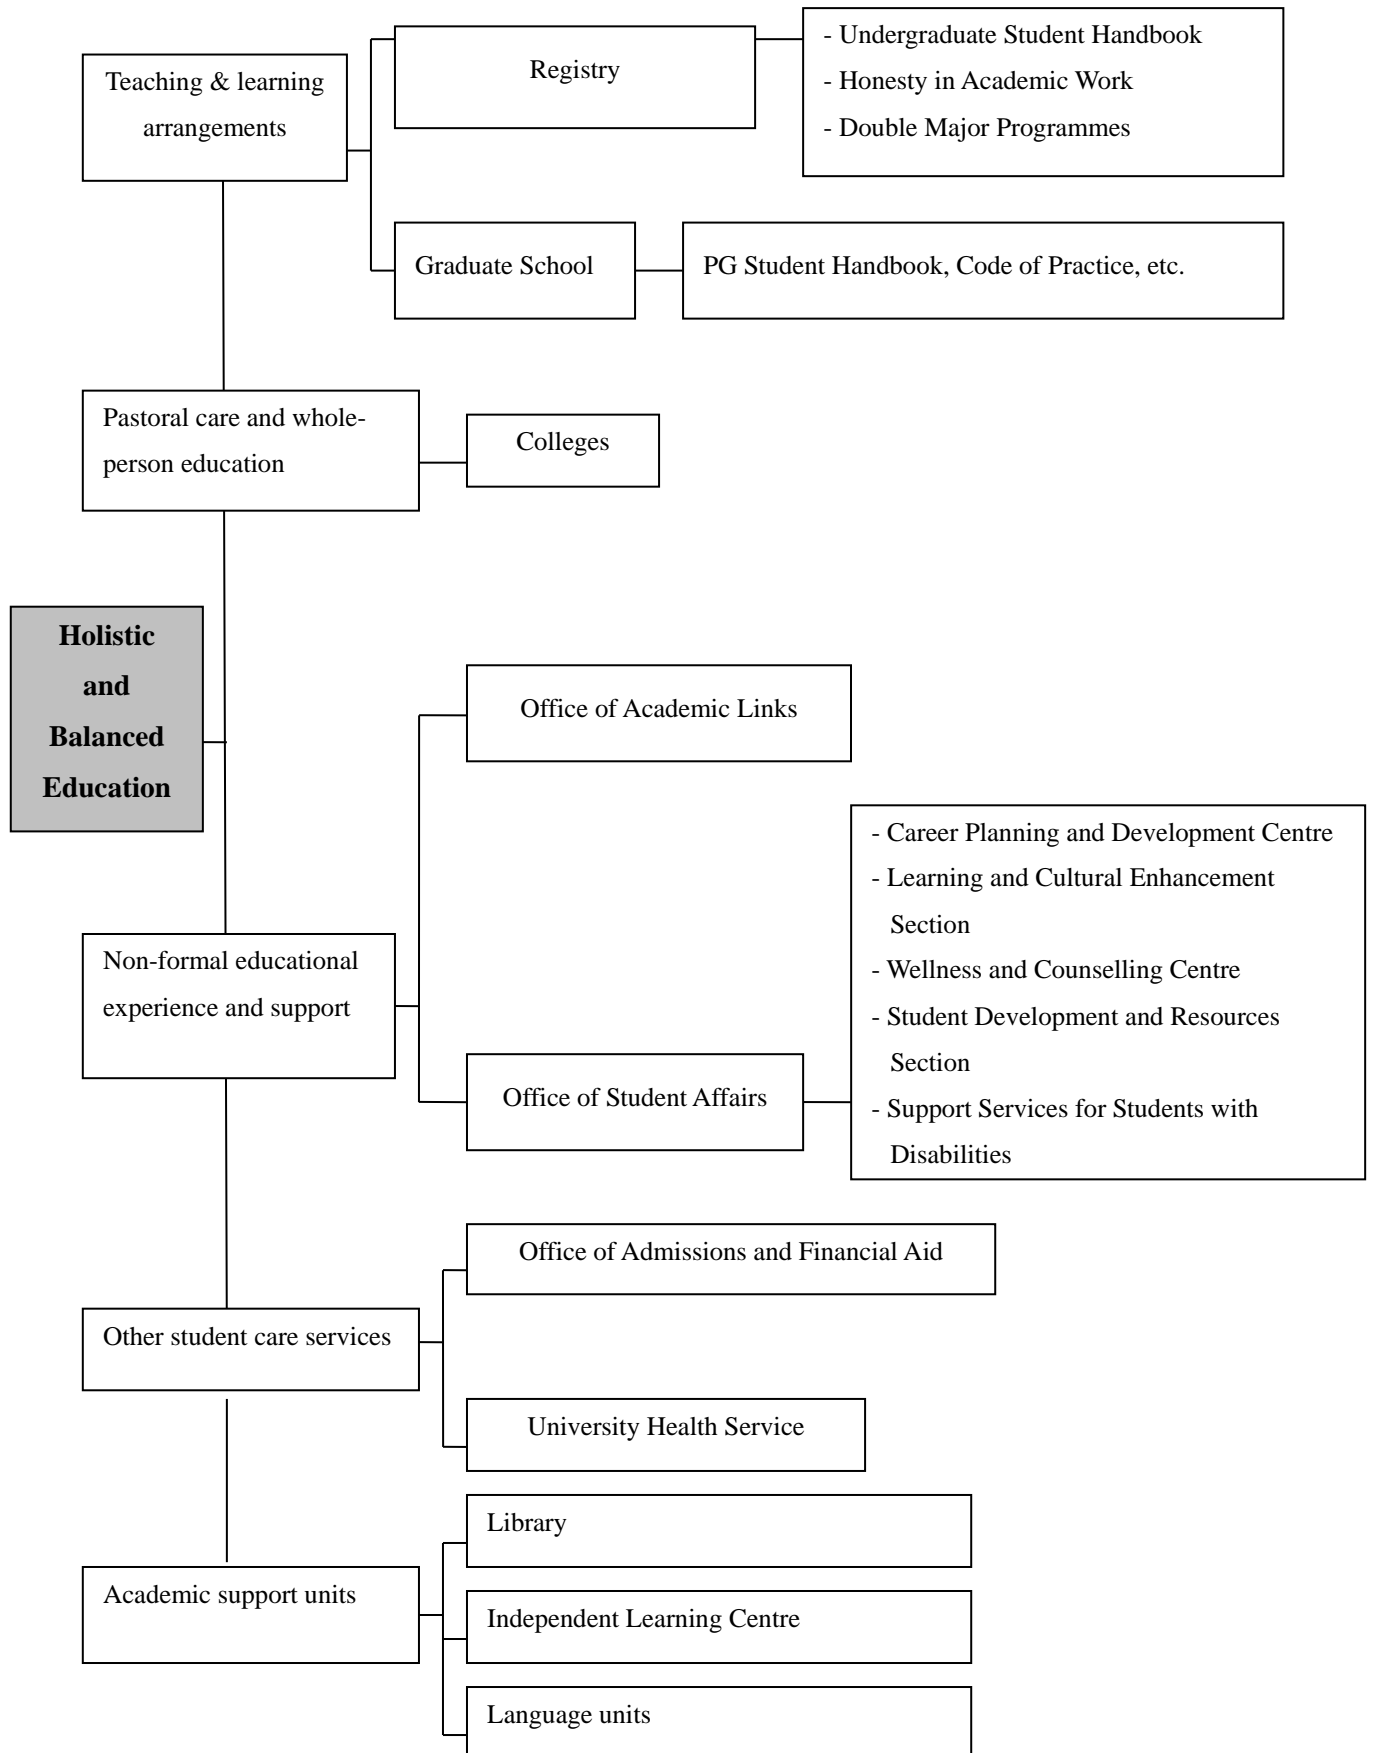 Teaching & learning
arrangements
Registry
- Undergraduate Student Handbook
- Honesty in Academic Work
- Double Major Programmes
Graduate School
PG Student Handbook, Code of Practice, etc.
Pastoral care and whole-
person education
Colleges
Holistic
and
Balanced
Education
Office of Academic Links
Non-formal educational
experience and support
Office of Student Affairs
- Career Planning and Development Centre
- Learning and Cultural Enhancement
Section
- Wellness and Counselling Centre
- Student Development and Resources
Section
- Support Services for Students with
Disabilities
Other student care services
Office of Admissions and Financial Aid
University Health Service
Academic support units
Library
Independent Learning Centre
Language units